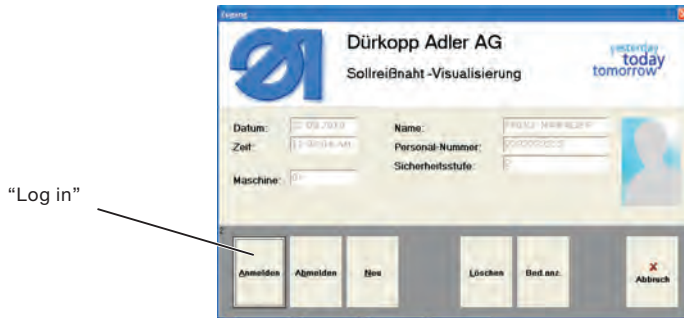 Zugang
Dürkopp Adler AG
Sollreißnaht-Visualisierung
yesterday
today
tomorrow
Datum:
Name:
Zeit:
Personal-Nummer:
Sicherheitsstufe:
Maschine:
"Log in"
Anmelden Abmelden Neu Löschen Bed.anz. X Abbruch